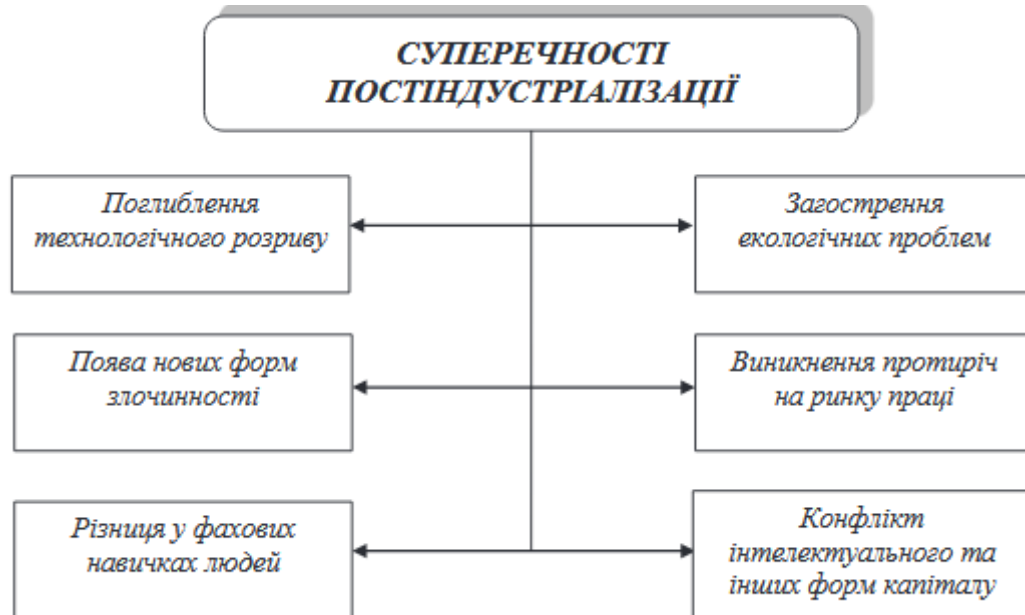 СУПЕРЕЧНОСТІ
ПОСТІНДУСТРІАЛІЗАЦІЇ
Поглиблення
технологічного розриву
Загострення
екологічних проблем
Поява нових форм
злочинності
Виникнення протиріч
на ринку праці
Різниця у фахових
навичках людей
Конфлікт
інтелектуального та
інших форм капіталу